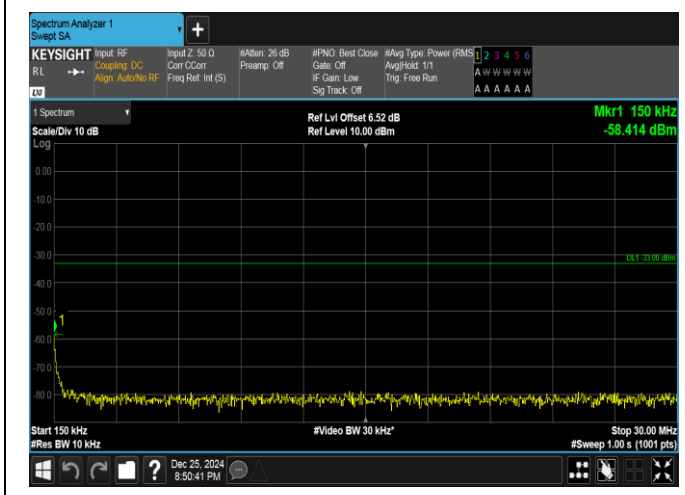 Spectrum Analyzer 1
Swept SA
+
KEYSIGHT
RL
LXI
Input: RF
Coupling: DC
Align: Auto/No RF
Input Z: 50 Ω
Corr CCorr
Freq Ref: Int (S)
#Atten: 26 dB
Preamp: Off
#PNO: Best Close
Gate: Off
IF Gain: Low
Sig Track: Off
#Avg Type: Power (RMS
Avg|Hold: 1/1
Trig: Free Run
1 2 3 4 5 6
A W W W W W
A A A A A A
1 Spectrum
Scale/Div 10 dB
Log
Ref Lvl Offset 6.52 dB
Ref Level 10.00 dBm
Mkr1 150 kHz
-58.414 dBm
0.00
-10.0
-20.0
DL1 -33.00 dBm
-30.0
-40.0
-50.0
1
-60.0
-70.0
-80.0
Start 150 kHz
#Video BW 30 kHz*
Stop 30.00 MHz
#Res BW 10 kHz
#Sweep 1.00 s (1001 pts)
?
Dec 25, 2024
8:50:41 PM